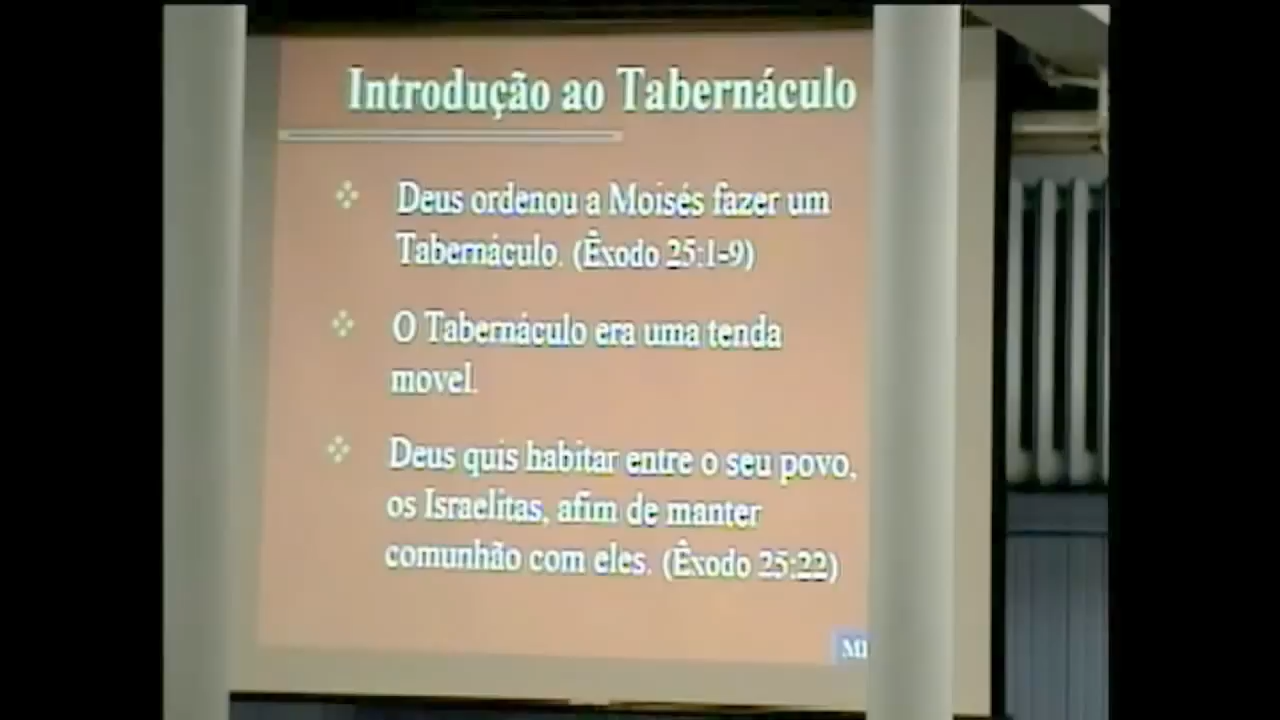 Introdução ao Tabernáculo
Deus ordenou a Moisés fazer um
Tabernáculo. (Êxodo 25:1-9)
O Tabernáculo era uma tenda
movel.
Deus quis habitar entre o seu povo,
os Israelitas, afim de manter
comunhão com eles. (Êxodo 25:22)